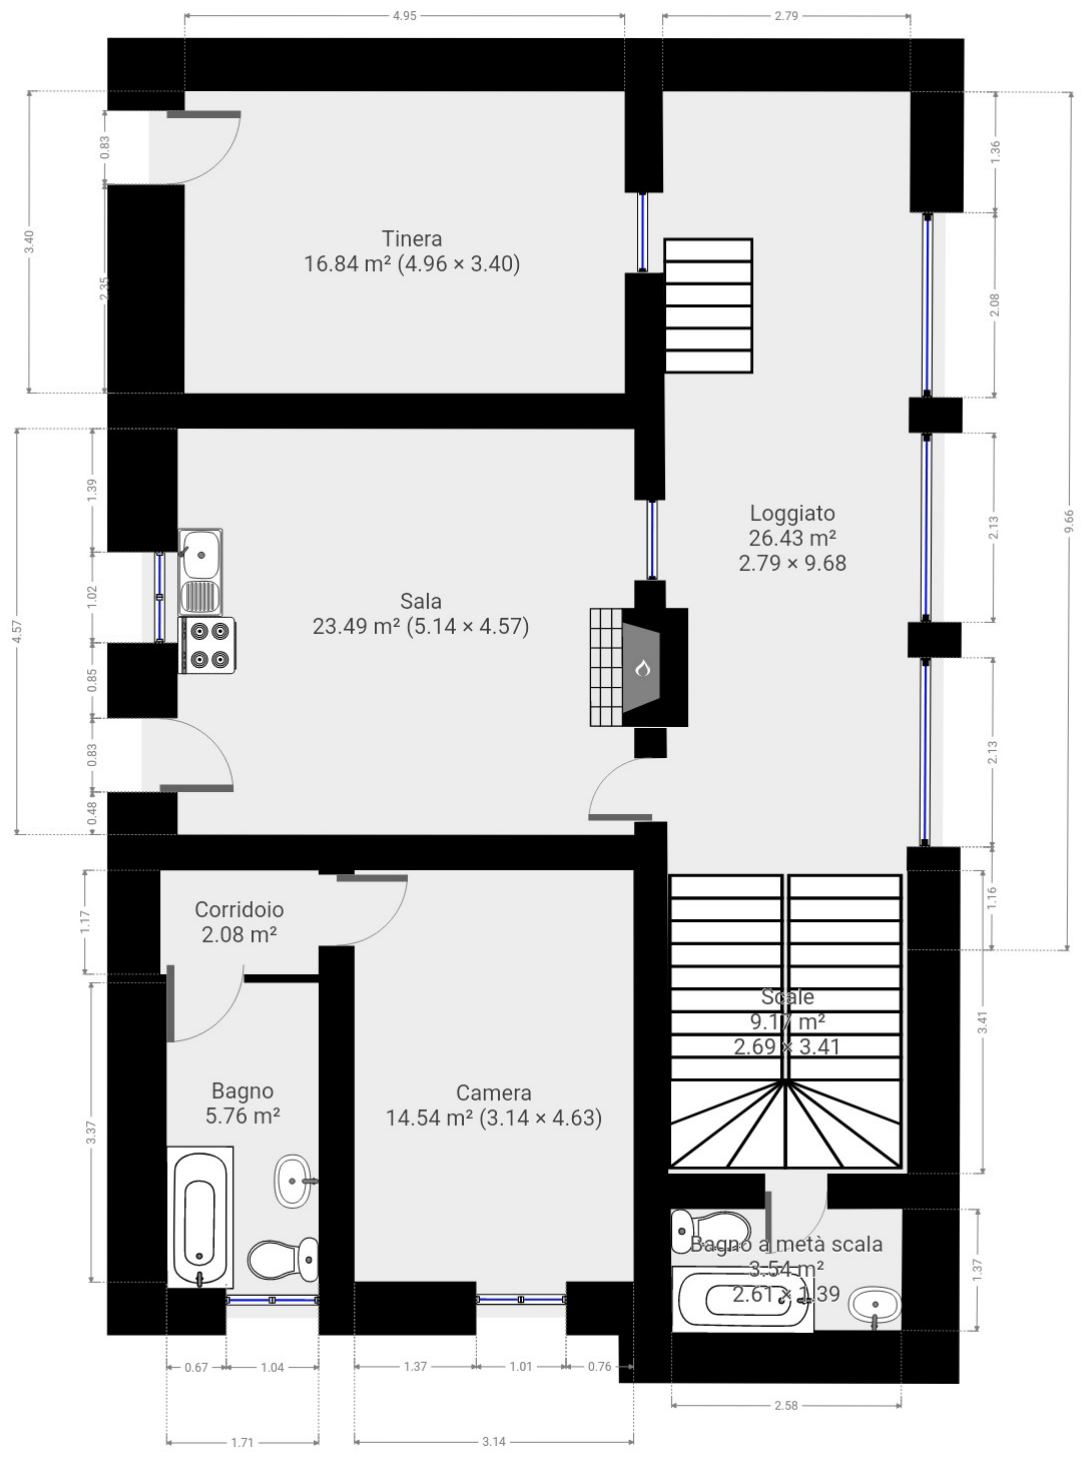 4.95
2.79
0.83
1.36
3.40
Tinera
16.84 m² (4.96 × 3.40)
2.35
2.08
1.39
Loggiato
26.43 m²
2.79 × 9.68
2.13
9.66
1.02
Sala
23.49 m² (5.14 × 4.57)
4.57
0.85
0.83
2.13
0.48
1.16
1.17
Corridoio
2.08 m²
Scale
9.17 m²
2.69 × 3.41
3.41
Bagno
5.76 m²
Camera
14.54 m² (3.14 × 4.63)
3.37
Bagno a metà scala
3.54 m²
2.61 × 1.39
1.37
0.67
1.04
1.37
1.01
0.76
2.58
1.71
3.14